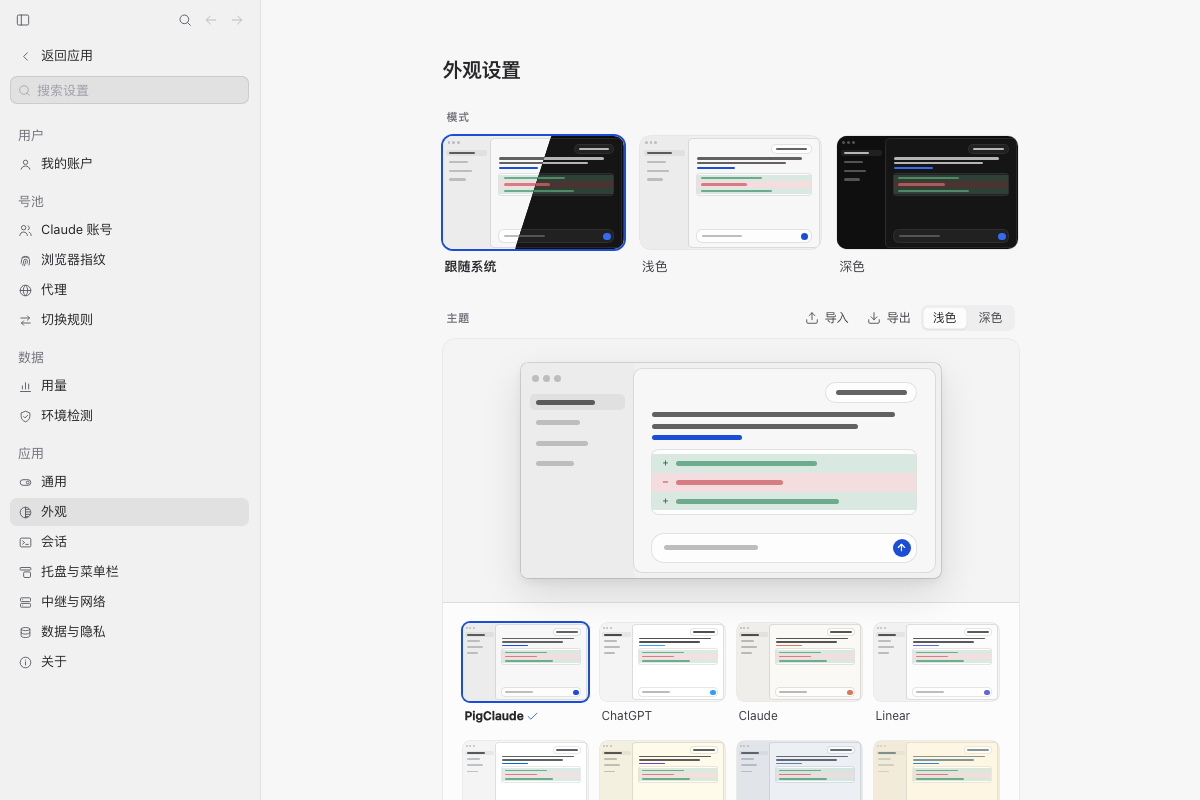 返回应用
搜索设置
用户
我的账户
号池
Claude 账号
浏览器指纹
代理
切换规则
数据
用量
环境检测
应用
通用
外观
会话
托盘与菜单栏
中继与网络
数据与隐私
关于
外观设置
模式
跟随系统
浅色
深色
主题
导入
导出
浅色
深色
PigClaude
ChatGPT
Claude
Linear